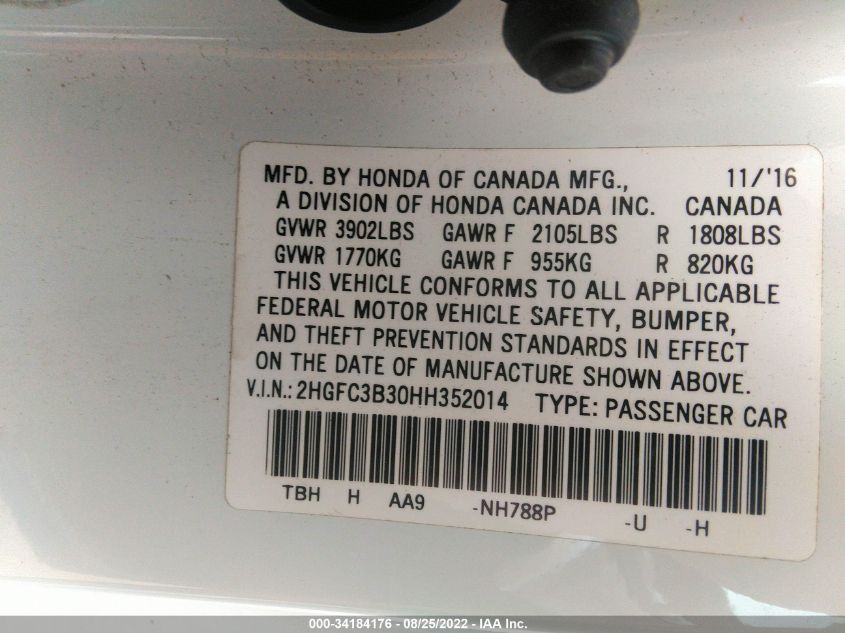 MFD. BY HONDA OF CANADA MFG., 11/'16
A DIVISION OF HONDA CANADA INC. CANADA
GVWR 3902LBS GAWR F 2105LBS R 1808LBS
GVWR 1770KG GAWR F 955KG R 820KG
THIS VEHICLE CONFORMS TO ALL APPLICABLE
FEDERAL MOTOR VEHICLE SAFETY, BUMPER,
AND THEFT PREVENTION STANDARDS IN EFFECT
ON THE DATE OF MANUFACTURE SHOWN ABOVE.
V.I.N.: 2HGFC3B30HH352014 TYPE: PASSENGER CAR
TBH H AA9 -NH788P -U -H
000-34184176 - 08/25/2022 - IAA Inc.